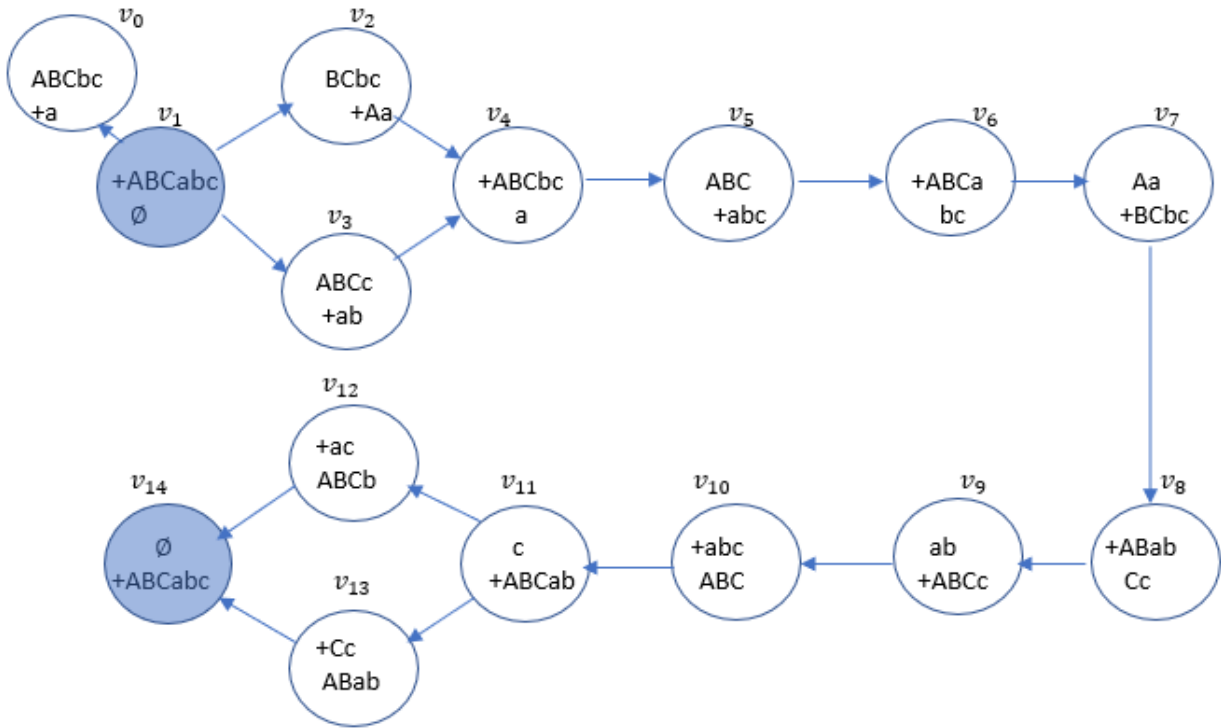 v₀
ABCbc
+a
v₁
+ABCabc
∅
v₂
BCbc
+Aa
v₃
ABCc
+ab
v₄
+ABCbc
a
v₅
ABC
+abc
v₆
+ABCa
bc
v₇
Aa
+BCbc
v₈
+ABab
Cc
v₉
ab
+ABCc
v₁₀
+abc
ABC
v₁₁
c
+ABCab
v₁₂
+ac
ABCb
v₁₃
+Cc
ABab
v₁₄
∅
+ABCabc